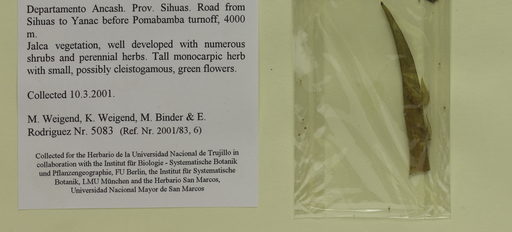 Departamento Ancash. Prov. Sihuas. Road from
Sihuas to Yanac before Pomabamba turnoff, 4000
m.
Jalca vegetation, well developed with numerous
shrubs and perennial herbs. Tall monocarpic herb
with small, possibly cleistogamous, green flowers.
Collected 10.3.2001.
M. Weigend, K. Weigend, M. Binder & E.
Rodriguez Nr. 5083 (Ref. Nr. 2001/83, 6)
Collected for the Herbario de la Universidad Nacional de Trujillo in
collaboration with the Institut für Biologie - Systematische Botanik
und Pflanzengeographie, FU Berlin, the Institut für Systematische
Botanik, LMU München and the Herbario San Marcos,
Universidad Nacional Mayor de San Marcos